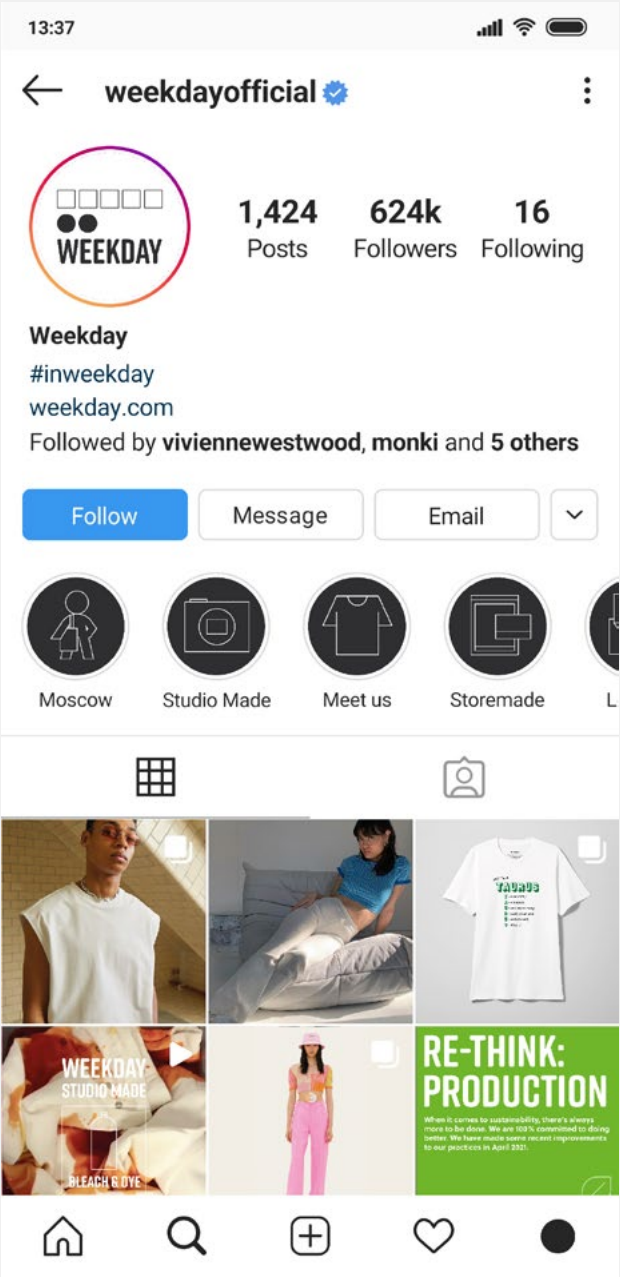 13:37
weekdayofficial
WEEKDAY
1,424
Posts
624k
Followers
16
Following
Weekday
#inweekday
weekday.com
Followed by viviennewestwood, monki and 5 others
Follow
Message
Email
Moscow
Studio Made
Meet us
Storemade
L
TAURUS
WEEKDAY
STUDIO MADE
BLEACH & DYE
RE-THINK:
PRODUCTION
When it comes to sustainability, there's always
more to be done. We are 100% committed to doing
better. We have made some recent improvements
to our practices in April 2021.